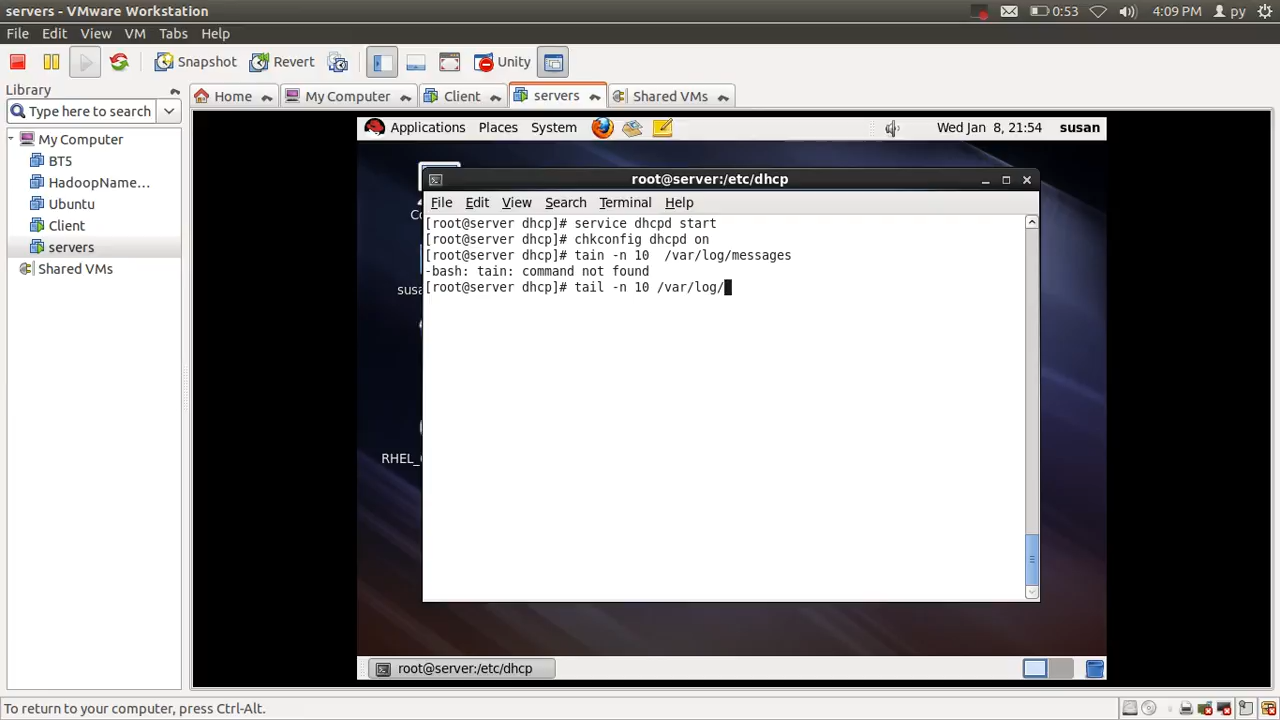 servers - VMware Workstation
0:53
4:09 PM
py
File Edit View VM Tabs Help
Snapshot
Revert
Unity
Library
Type here to search
My Computer
BT5
HadoopName...
Ubuntu
Client
servers
Shared VMs
Home
My Computer
Client
servers
Shared VMs
Applications Places System
Wed Jan 8, 21:54
susan
root@server:/etc/dhcp
File Edit View Search Terminal Help
[root@server dhcp]# service dhcpd start
[root@server dhcp]# chkconfig dhcpd on
[root@server dhcp]# tain -n 10  /var/log/messages
-bash: tain: command not found
[root@server dhcp]# tail -n 10 /var/log/
susa
RHEL_
root@server:/etc/dhcp
To return to your computer, press Ctrl-Alt.